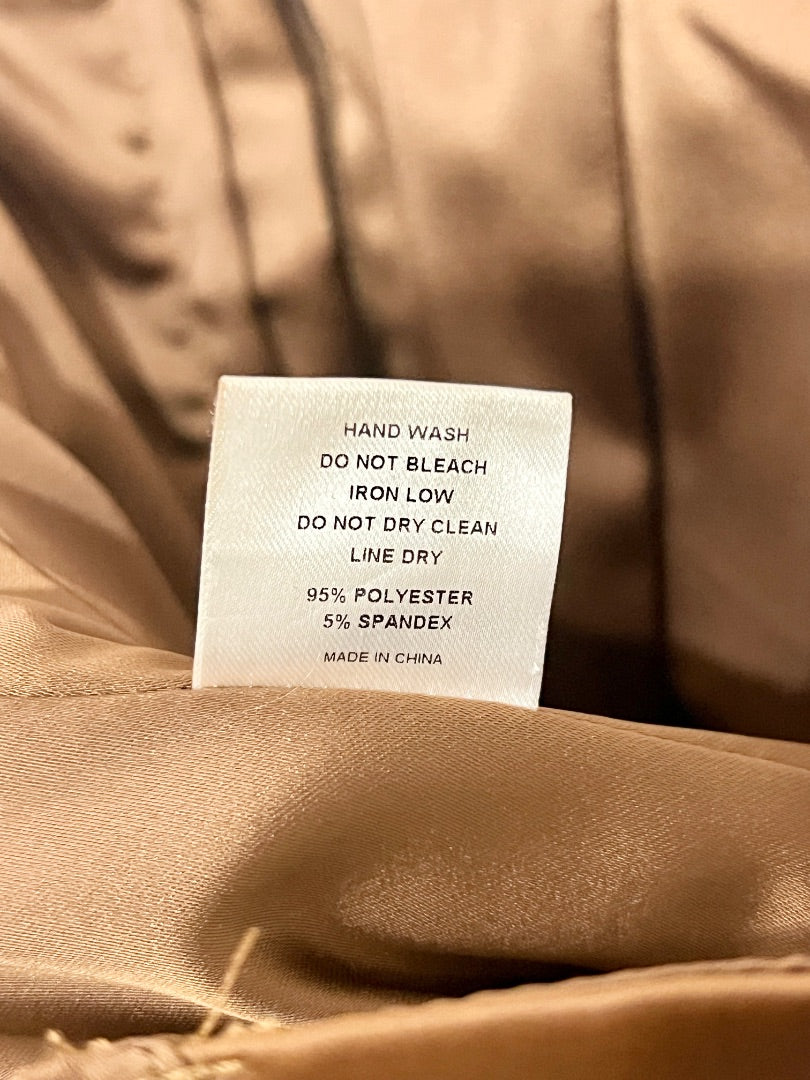 HAND WASH
DO NOT BLEACH
IRON LOW
DO NOT DRY CLEAN
LINE DRY
95% POLYESTER
5% SPANDEX
MADE IN CHINA